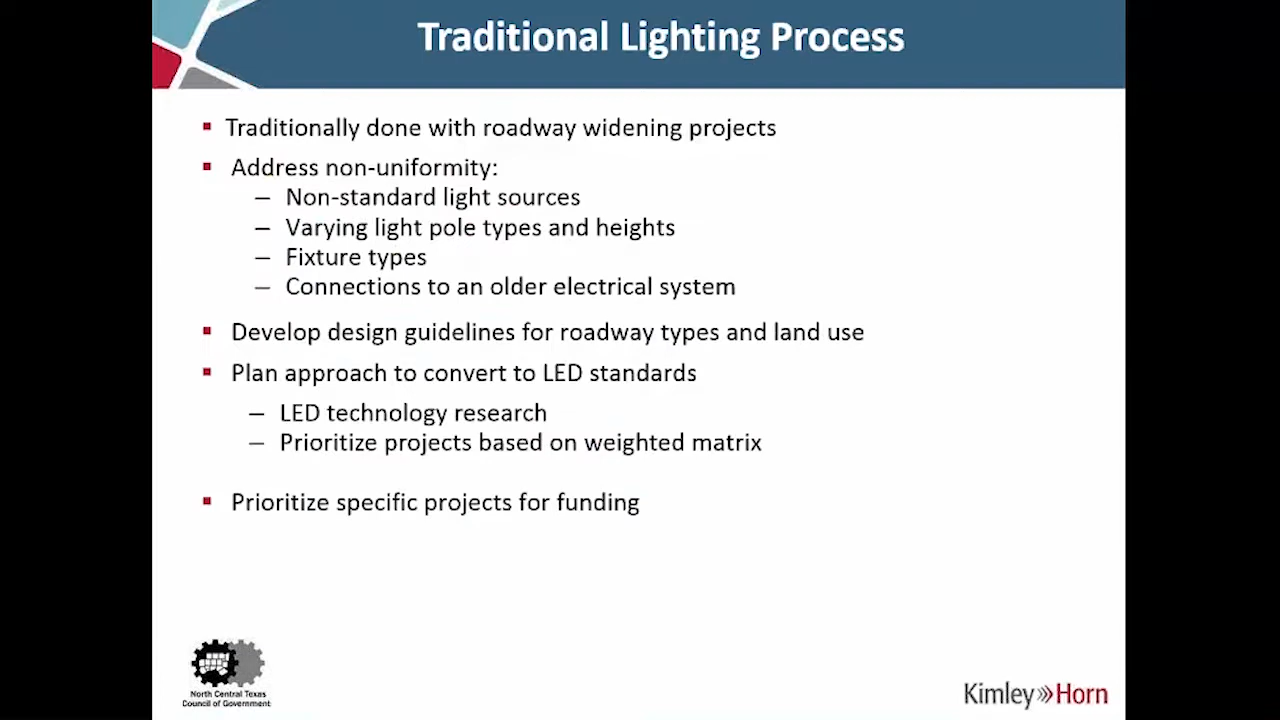 Traditional Lighting Process
▪ Traditionally done with roadway widening projects
▪ Address non-uniformity:
– Non-standard light sources
– Varying light pole types and heights
– Fixture types
– Connections to an older electrical system
▪ Develop design guidelines for roadway types and land use
▪ Plan approach to convert to LED standards
– LED technology research
– Prioritize projects based on weighted matrix
▪ Prioritize specific projects for funding
North Central Texas
Council of Government
Kimley»Horn